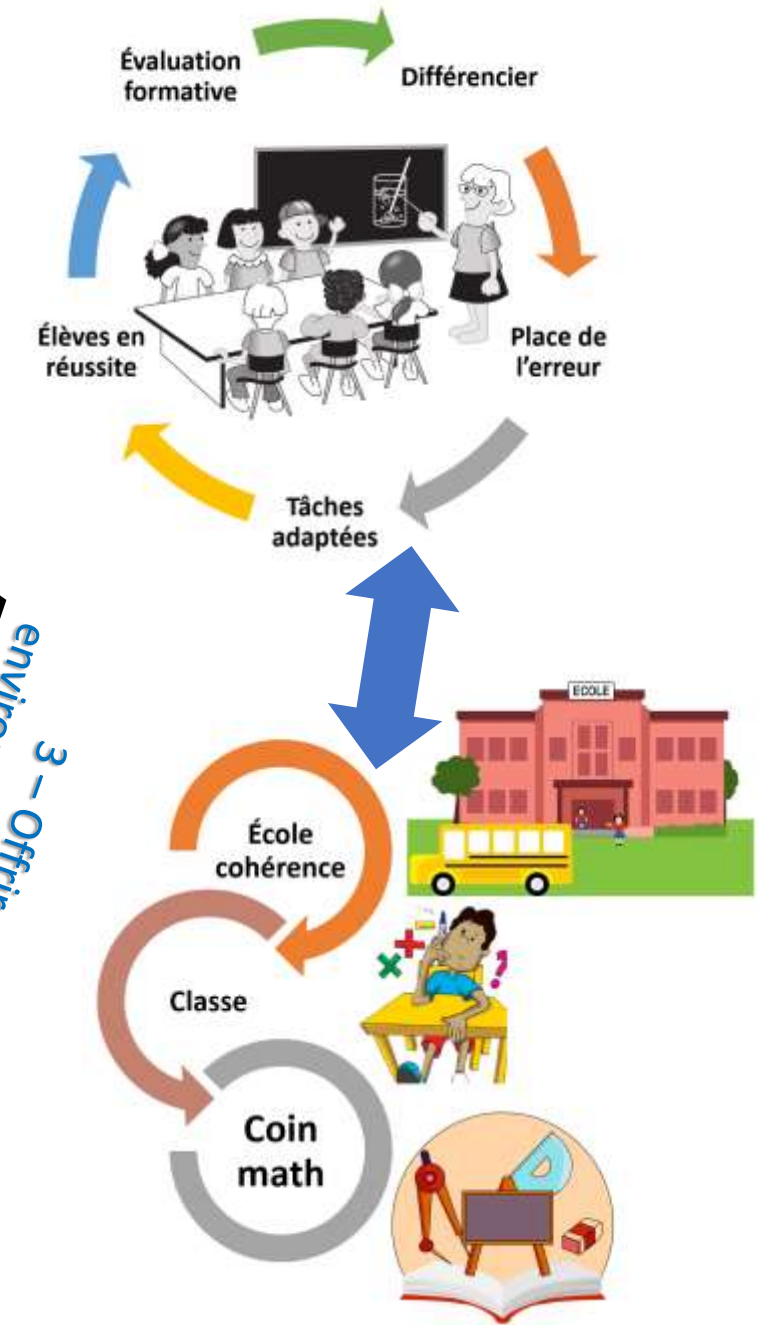 Évaluation
formative
Différencier
Place de
l'erreur
Tâches
adaptées
Élèves en
réussite
3 – Offrir
ECOLE
École
cohérence
Classe
Coin
math